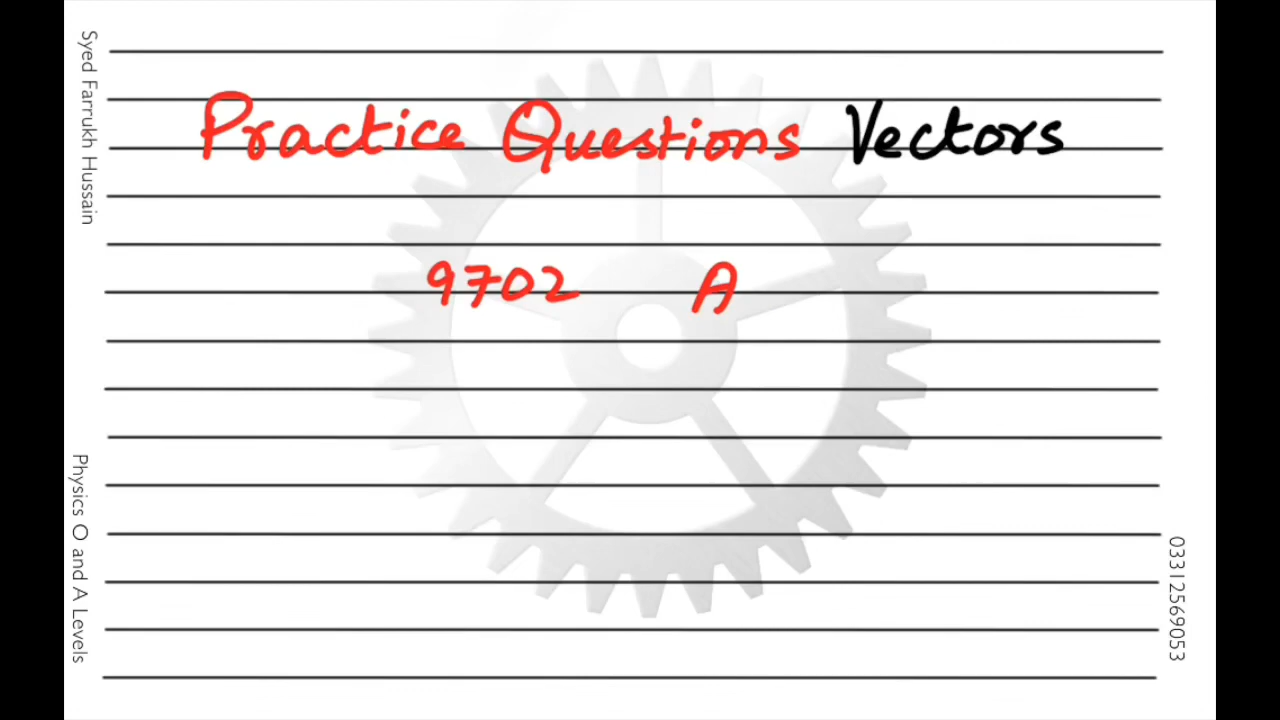 Practice Questions Vectors
9702 A
Syed Farrukh Hussain
Physics O and A Levels
03312569053